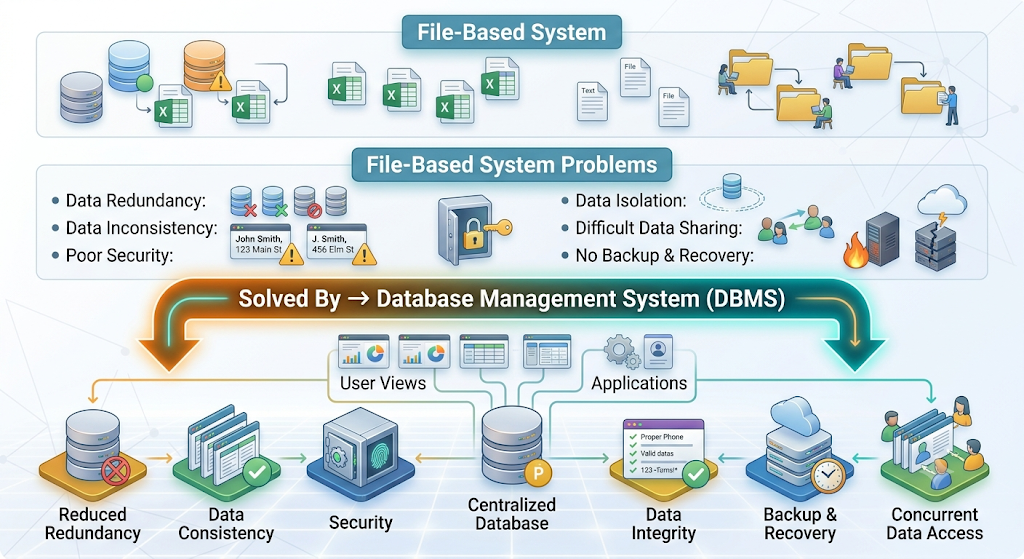 File-Based System
X
X
X
X
X
X
Text
File
File
File-Based System Problems
• Data Redundancy:
• Data Inconsistency:
• Poor Security:
John Smith,
123 Main St
J. Smith,
456 Elm St
• Data Isolation:
• Difficult Data Sharing:
• No Backup & Recovery:
Solved By → Database Management System (DBMS)
User Views
Applications
P
Proper Phone
Valid datas
Reduced
Redundancy
Data
Consistency
Security
Centralized
Database
Data
Integrity
Backup &
Recovery
Concurrent
Data Access